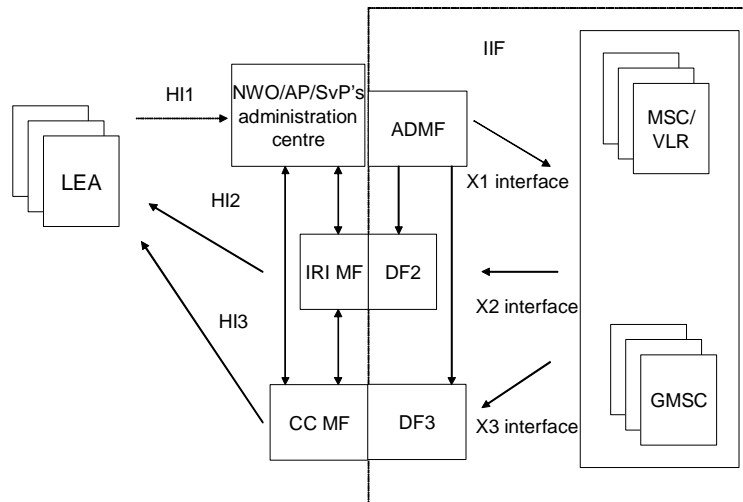 IIF
HI1
NWO/AP/SvP's
administration
centre
ADMF
MSC/
VLR
LEA
X1 interface
HI2
IRI MF
DF2
X2 interface
HI3
CC MF
DF3
X3 interface
GMSC